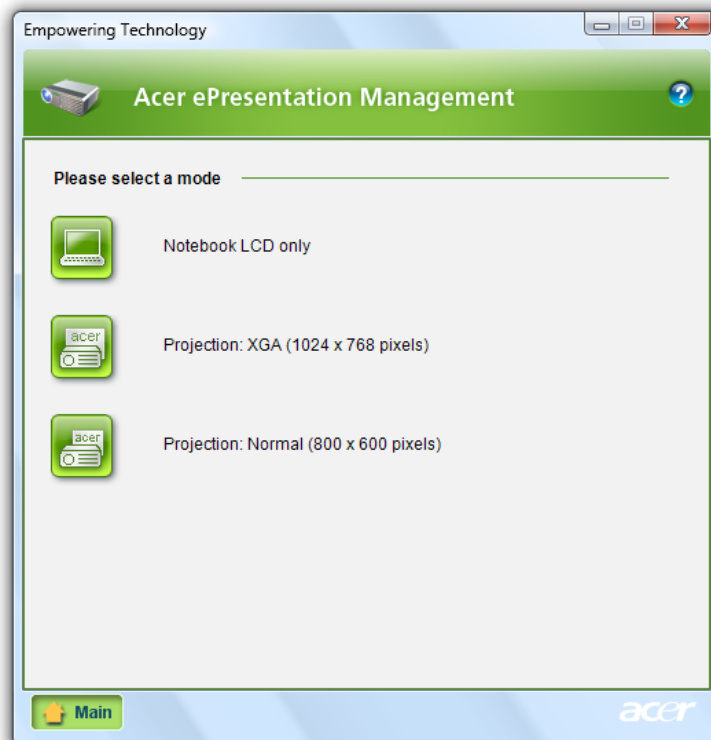 Empowering Technology
Acer ePresentation Management
?
Please select a mode
Notebook LCD only
acer
Projection: XGA (1024 x 768 pixels)
acer
Projection: Normal (800 x 600 pixels)
Main
acer